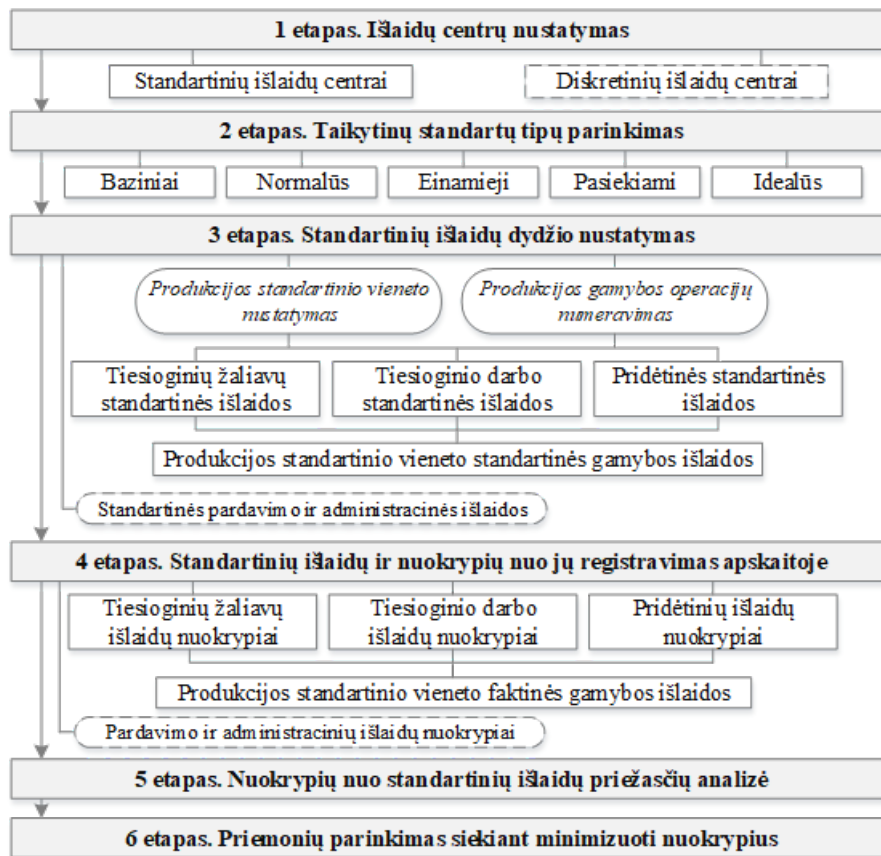 1 etapas. Išlaidų centrų nustatymas
Standartinių išlaidų centrai
Diskretinių išlaidų centrai
2 etapas. Taikytinų standartų tipų parinkimas
Baziniai
Normalūs
Einamieji
Pasiekiami
Idealūs
3 etapas. Standartinių išlaidų dydžio nustatymas
Produkcijos standartinio vieneto
nustatymas
Produkcijos gamybos operacijų
numeravimas
Tiesioginių žaliavų
standartinės išlaidos
Tiesioginio darbo
standartinės išlaidos
Pridėtinės standartinės
išlaidos
Produkcijos standartinio vieneto standartinės gamybos išlaidos
Standartinės pardavimo ir administracinės išlaidos
4 etapas. Standartinių išlaidų ir nuokrypių nuo jų registravimas apskaitoje
Tiesioginių žaliavų
išlaidų nuokrypiai
Tiesioginio darbo
išlaidų nuokrypiai
Pridėtinių išlaidų
nuokrypiai
Produkcijos standartinio vieneto faktinės gamybos išlaidos
Pardavimo ir administracinių išlaidų nuokrypiai
5 etapas. Nuokrypių nuo standartinių išlaidų priežasčių analizė
6 etapas. Priemonių parinkimas siekiant minimizuoti nuokrypius